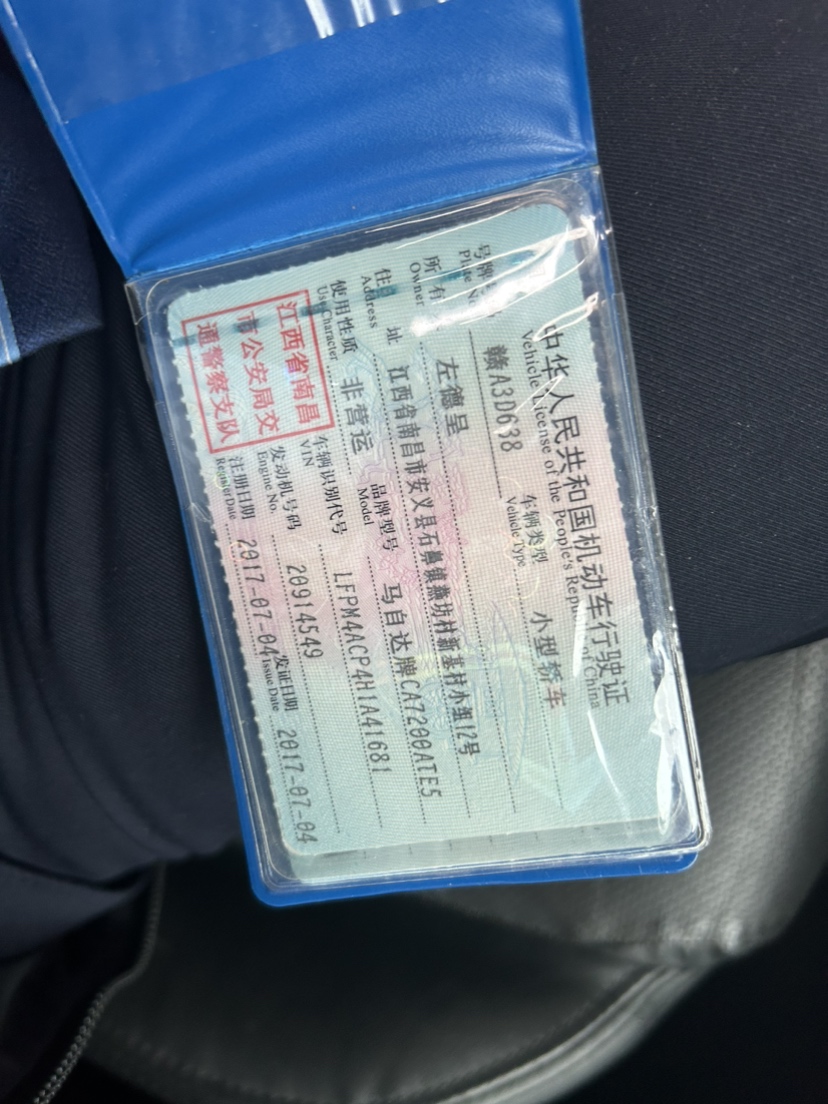 中华人民共和国机动车行驶证
Vehicle License of the People's Repu China
号牌
Plate No. 赣A3D638 车辆类型
Vehicle Type 小型轿车
所有
Owner 左德呈
住 址
Address 江西省南昌市安义县石鼻镇燕坊村新基村小组12号
使用性质
Use Character 非营运 品牌型号
Model 马自达牌CA7200ATE5
江西省南昌
市公安局交
通警察支队
车辆识别代号
VIN LFPM4ACP4H1A41681
发动机号码
Engine No. 20914549
注册日期
Register Date 2017-07-04 发证日期
Issue Date 2017-07-04